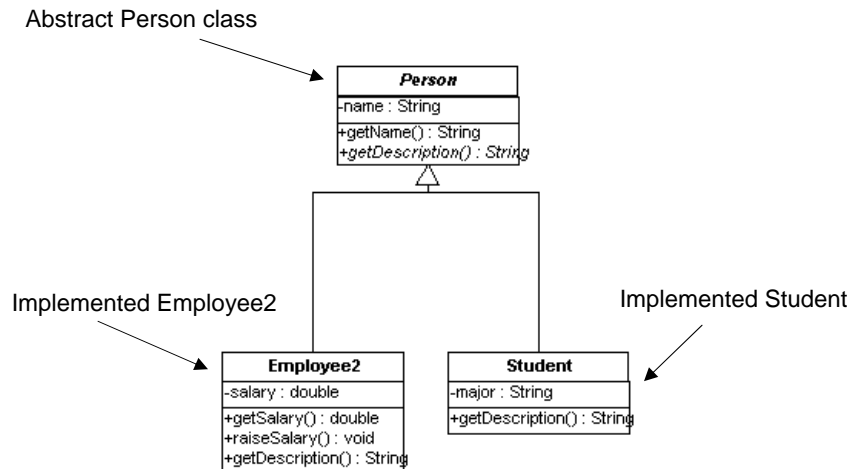 Abstract Person class
Person
-name : String
+getName() : String
+getDescription() : String
Implemented Employee2
Implemented Student
Employee2
-salary : double
+getSalary() : double
+raiseSalary() : void
+getDescription() : String
Student
-major : String
+getDescription() : String